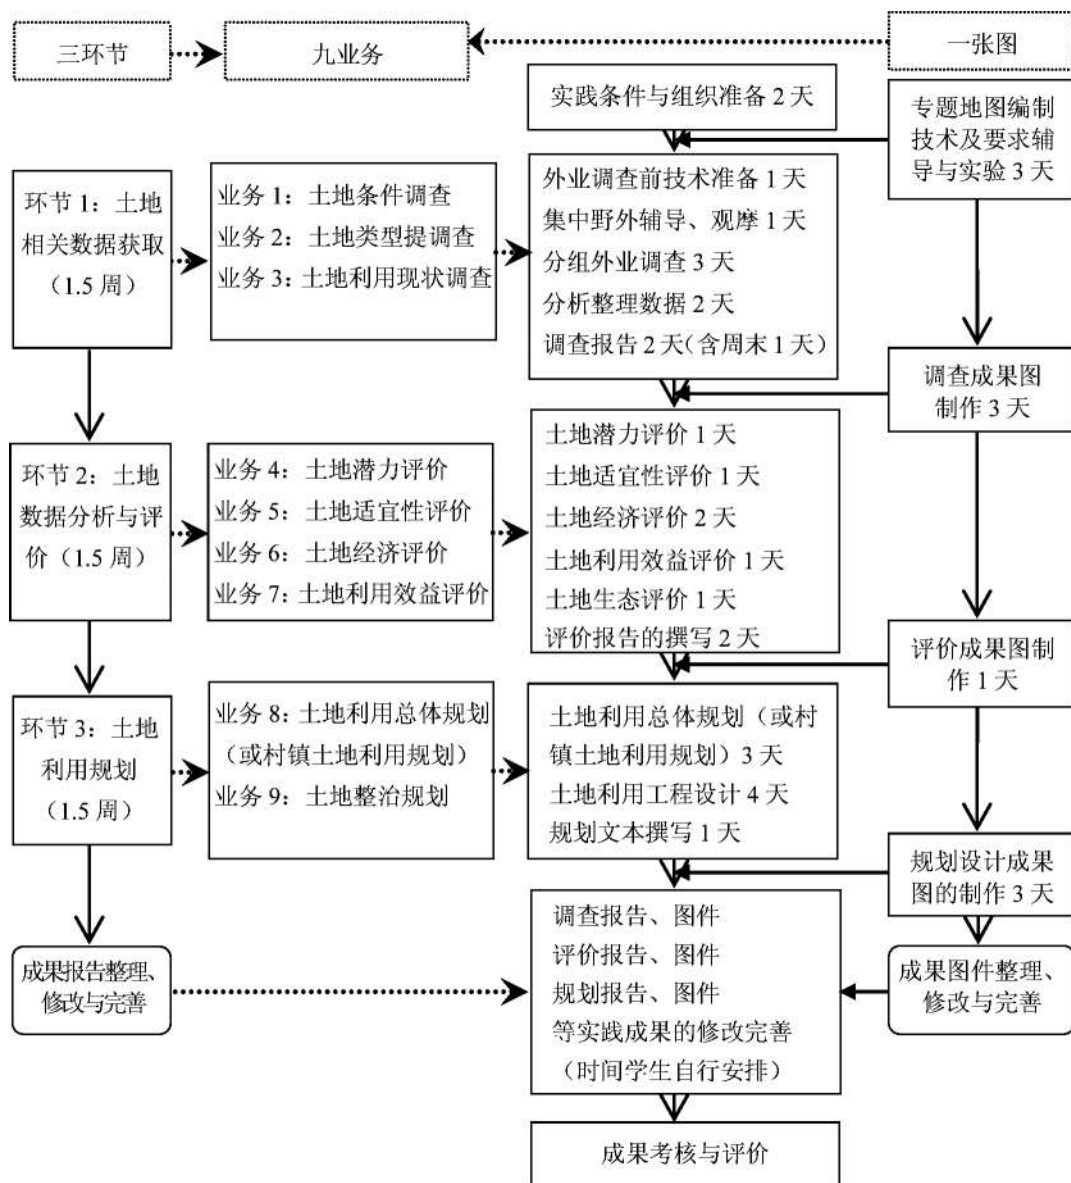 三环节
九业务
一张图
实践条件与组织准备 2 天
专题地图编制
技术及要求辅
导与实验 3 天
环节 1：土地
相关数据获取
（1.5 周）
业务 1：土地条件调查
业务 2：土地类型提调查
业务 3：土地利用现状调查
外业调查前技术准备 1 天
集中野外辅导、观摩 1 天
分组外业调查 3 天
分析整理数据 2 天
调查报告 2 天（含周末 1 天）
调查成果图
制作 3 天
环节 2：土地
数据分析与评
价（1.5 周）
业务 4：土地潜力评价
业务 5：土地适宜性评价
业务 6：土地经济评价
业务 7：土地利用效益评价
土地潜力评价 1 天
土地适宜性评价 1 天
土地经济评价 2 天
土地利用效益评价 1 天
土地生态评价 1 天
评价报告的撰写 2 天
评价成果图制
作 1 天
环节 3：土地
利用规划
（1.5 周）
业务 8：土地利用总体规划
（或村镇土地利用规划）
业务 9：土地整治规划
土地利用总体规划（或村
镇土地利用规划）3 天
土地利用工程设计 4 天
规划文本撰写 1 天
规划设计成果
图的制作 3 天
成果报告整理、
修改与完善
调查报告、图件
评价报告、图件
规划报告、图件
等实践成果的修改完善
（时间学生自行安排）
成果图件整理、
修改与完善
成果考核与评价